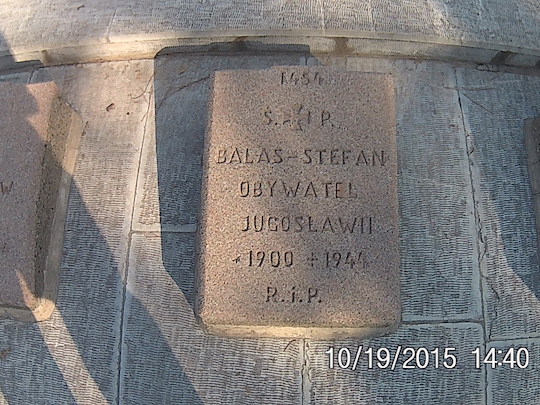 1454
Ś. P.
BALAS-STEFAN
OBYWATEL
JUGOSŁAWII
* 1900 + 1944
R.i.P.
10/19/2015 14:40